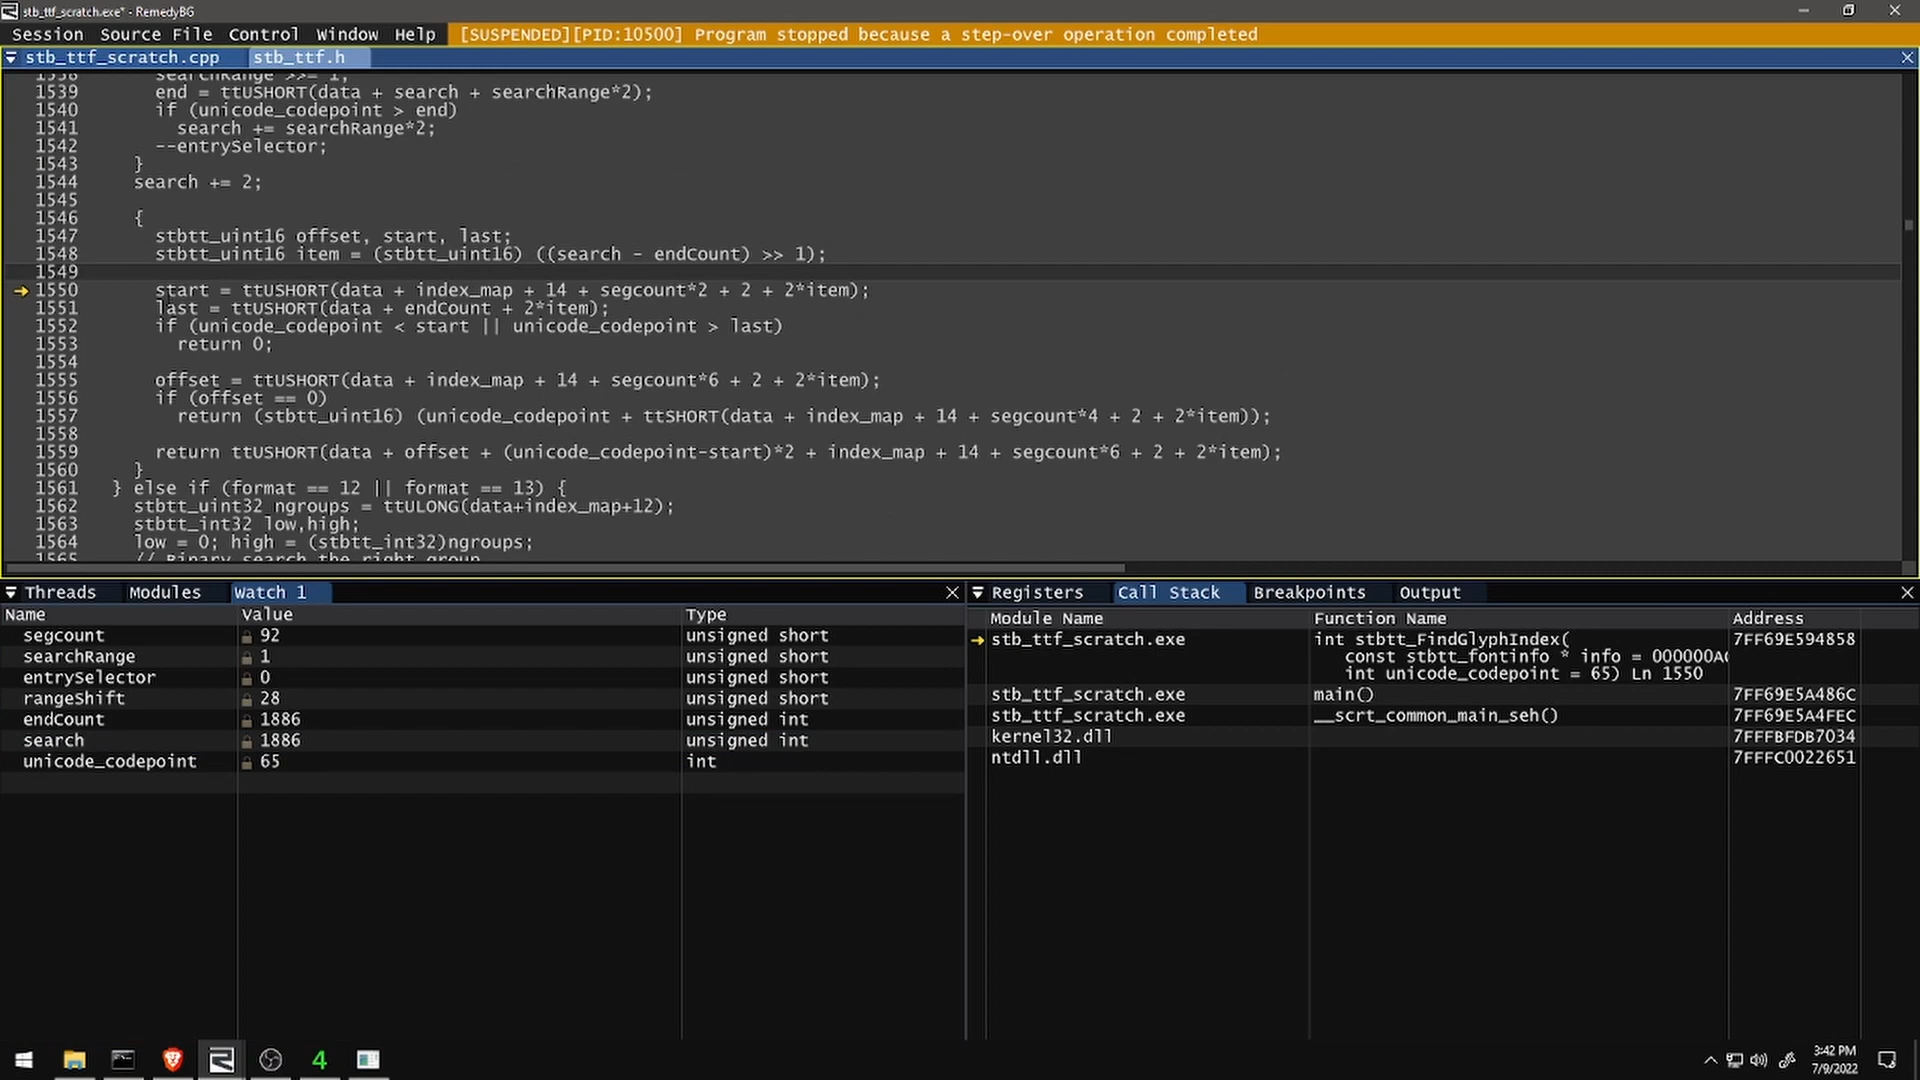 stb_ttf_scratch.exe* - RemedyBG
Session Source File Control Window Help [SUSPENDED][PID:10500] Program stopped because a step-over operation completed
stb_ttf_scratch.cpp stb_ttf.h
1538 searchRange >>= 1;
1539 end = ttUSHORT(data + search + searchRange*2);
1540 if (unicode_codepoint > end)
1541 search += searchRange*2;
1542 --entrySelector;
1543 }
1544 search += 2;
1545
1546 {
1547 stbtt_uint16 offset, start, last;
1548 stbtt_uint16 item = (stbtt_uint16) ((search - endCount) >> 1);
1549
1550 start = ttUSHORT(data + index_map + 14 + segcount*2 + 2 + 2*item);
1551 last = ttUSHORT(data + endCount + 2*item);
1552 if (unicode_codepoint < start || unicode_codepoint > last)
1553 return 0;
1554
1555 offset = ttUSHORT(data + index_map + 14 + segcount*6 + 2 + 2*item);
1556 if (offset == 0)
1557 return (stbtt_uint16) (unicode_codepoint + ttSHORT(data + index_map + 14 + segcount*4 + 2 + 2*item));
1558
1559 return ttUSHORT(data + offset + (unicode_codepoint-start)*2 + index_map + 14 + segcount*6 + 2 + 2*item);
1560 }
1561 } else if (format == 12 || format == 13) {
1562 stbtt_uint32 ngroups = ttULONG(data+index_map+12);
1563 stbtt_int32 low,high;
1564 low = 0; high = (stbtt_int32)ngroups;
1565 // Binary search the right group
Threads Modules Watch 1
Name Value Type
segcount 92 unsigned short
searchRange 1 unsigned short
entrySelector 0 unsigned short
rangeShift 28 unsigned short
endCount 1886 unsigned int
search 1886 unsigned int
unicode_codepoint 65 int
Registers Call Stack Breakpoints Output
Module Name Function Name Address
stb_ttf_scratch.exe int stbtt_FindGlyphIndex( 7FF69E594858
const stbtt_fontinfo * info = 000000A
int unicode_codepoint = 65) Ln 1550
stb_ttf_scratch.exe main() 7FF69E5A486C
stb_ttf_scratch.exe __scrt_common_main_seh() 7FF69E5A4FEC
kernel32.dll 7FFFBFDB7034
ntdll.dll 7FFFC0022651
4
3:42 PM
7/9/2022